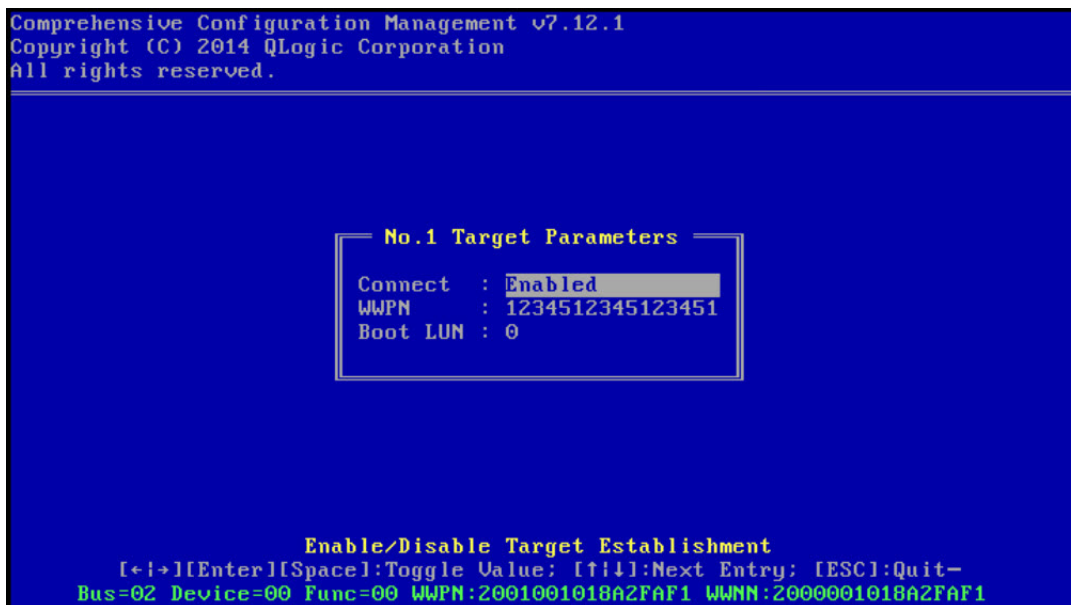 Comprehensive Configuration Management v7.12.1
Copyright (C) 2014 QLogic Corporation
All rights reserved.
No.1 Target Parameters
Connect : Enabled
WWPN : 1234512345123451
Boot LUN : 0
Enable/Disable Target Establishment
[←|→][Enter][Space]:Toggle Value; [↑|↓]:Next Entry; [ESC]:Quit—
Bus=02 Device=00 Func=00 WWPN:2001001018A2FAF1 WWNN:2000001018A2FAF1